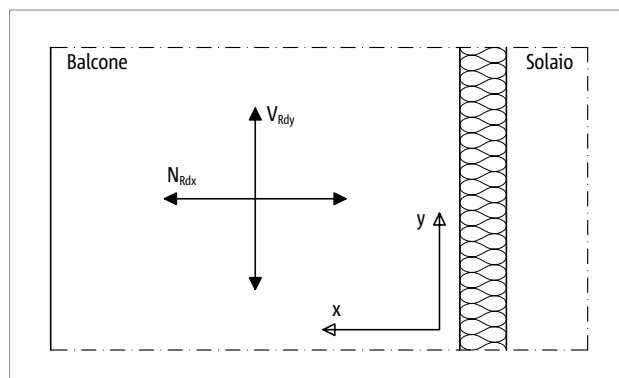 Balcone
Solaio
V_Rdy
N_Rdx
y
x